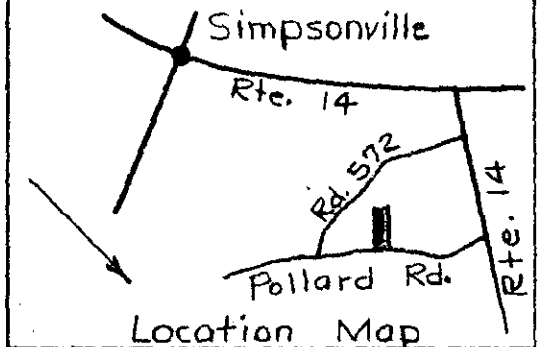 Simpsonville
Rte. 14
Rd. 572
Rte. 14
Pollard Rd.
Location Map